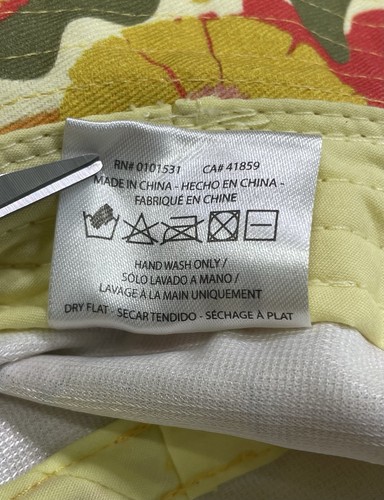 RN# 0101531 CA# 41859
MADE IN CHINA - HECHO EN CHINA -
FABRIQUÉ EN CHINE
HAND WASH ONLY /
SÓLO LAVADO A MANO /
LAVAGE À LA MAIN UNIQUEMENT
DRY FLAT - SECAR TENDIDO - SÉCHAGE À PLAT